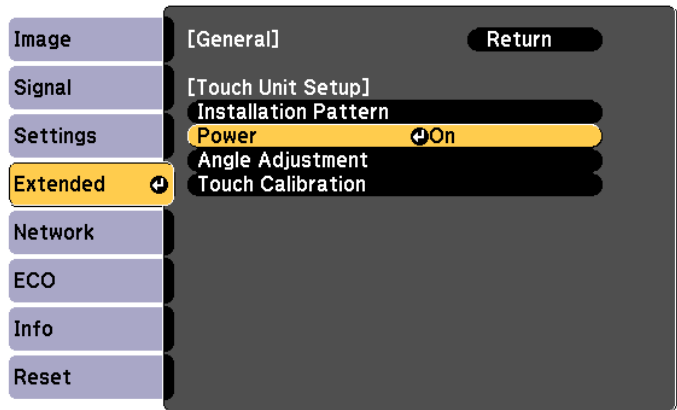 Image
Signal
Settings
Extended
Network
ECO
Info
Reset
[General] Return
[Touch Unit Setup]
Installation Pattern
Power On
Angle Adjustment
Touch Calibration